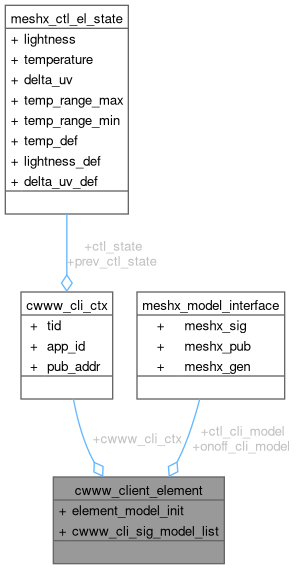 meshx_ctl_el_state
+ lightness
+ temperature
+ delta_uv
+ temp_range_max
+ temp_range_min
+ temp_def
+ lightness_def
+ delta_uv_def
+ctl_state
+prev_ctl_state
cwww_cli_ctx
+ tid
+ app_id
+ pub_addr
meshx_model_interface
+ meshx_sig
+ meshx_pub
+ meshx_gen
+cwww_cli_ctx
+ctl_cli_model
+onoff_cli_model
cwww_client_element
+ element_model_init
+ cwww_cli_sig_model_list